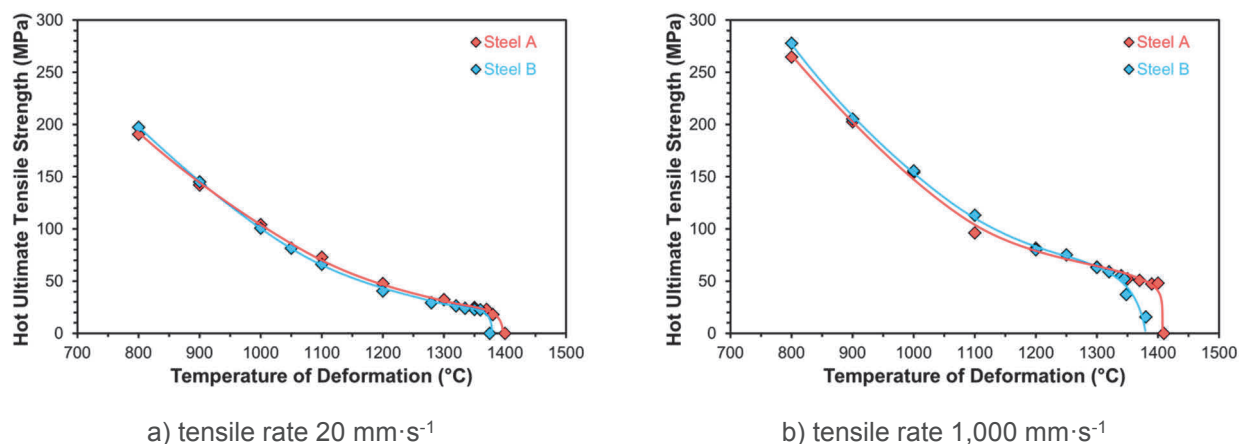 Hot Ultimate Tensile Strength (MPa)
300
250
200
150
100
50
0
Steel A
Steel B
700 800 900 1000 1100 1200 1300 1400 1500
Temperature of Deformation (°C)
a) tensile rate 20 mm·s-1
Hot Ultimate Tensile Strength (MPa)
300
250
200
150
100
50
0
Steel A
Steel B
700 800 900 1000 1100 1200 1300 1400 1500
Temperature of Deformation (°C)
b) tensile rate 1,000 mm·s-1